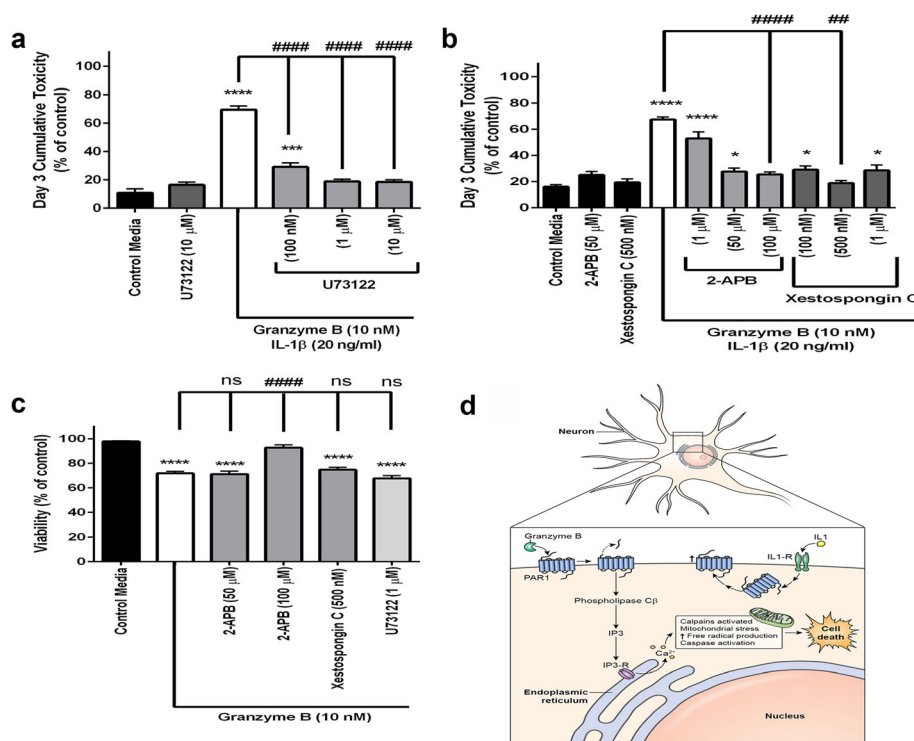 a
####
####
####
Day 3 Cumulative Toxicity
(% of control)
100
80
60
40
20
0
****
***
Control Media
U73122 (10 µM)
(100 nM)
(1 µM)
(10 µM)
U73122
Granzyme B (10 nM)
IL-1β (20 ng/ml)
b
####
##
Day 3 Cumulative Toxicity
(% of control)
100
80
60
40
20
0
****
****
*
*
*
Control Media
2-APB (50 µM)
Xestospongin C (500 nM)
(1 µM)
(50 µM)
(100 µM)
(100 nM)
(500 nM)
(1 µM)
2-APB
Xestospongin C
Granzyme B (10 nM)
IL-1β (20 ng/ml)
c
ns
####
ns
ns
Viability (% of control)
100
80
60
40
20
0
****
****
****
****
Control Media
2-APB (50 µM)
2-APB (100 µM)
Xestospongin C (500 nM)
U73122 (1 µM)
Granzyme B (10 nM)
d
Neuron
Granzyme B
PAR1
IL1
IL1-R
Phospholipase Cβ
IP3
IP3-R
Ca²⁺
Calpains activated
Mitochondrial stress
↑ Free radical production
Caspase activation
Cell
death
Endoplasmic
reticulum
Nucleus